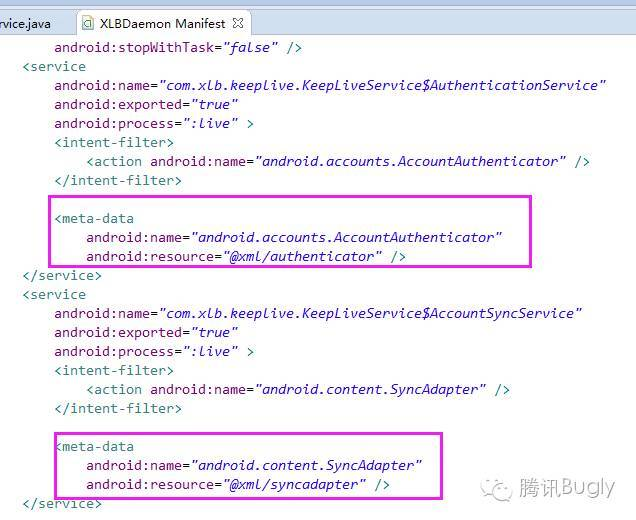 rvice.java XLBDaemon Manifest
android:stopWithTask="false" />
<service
android:name="com.xlb.keeplive.KeepLiveService$AuthenticationService"
android:exported="true"
android:process=":live" >
<intent-filter>
<action android:name="android.accounts.AccountAuthenticator" />
</intent-filter>
<meta-data
android:name="android.accounts.AccountAuthenticator"
android:resource="@xml/authenticator" />
</service>
<service
android:name="com.xlb.keeplive.KeepLiveService$AccountSyncService"
android:exported="true"
android:process=":live" >
<intent-filter>
<action android:name="android.content.SyncAdapter" />
</intent-filter>
<meta-data
android:name="android.content.SyncAdapter"
android:resource="@xml/syncadapter" />
</service>
腾讯Bugly